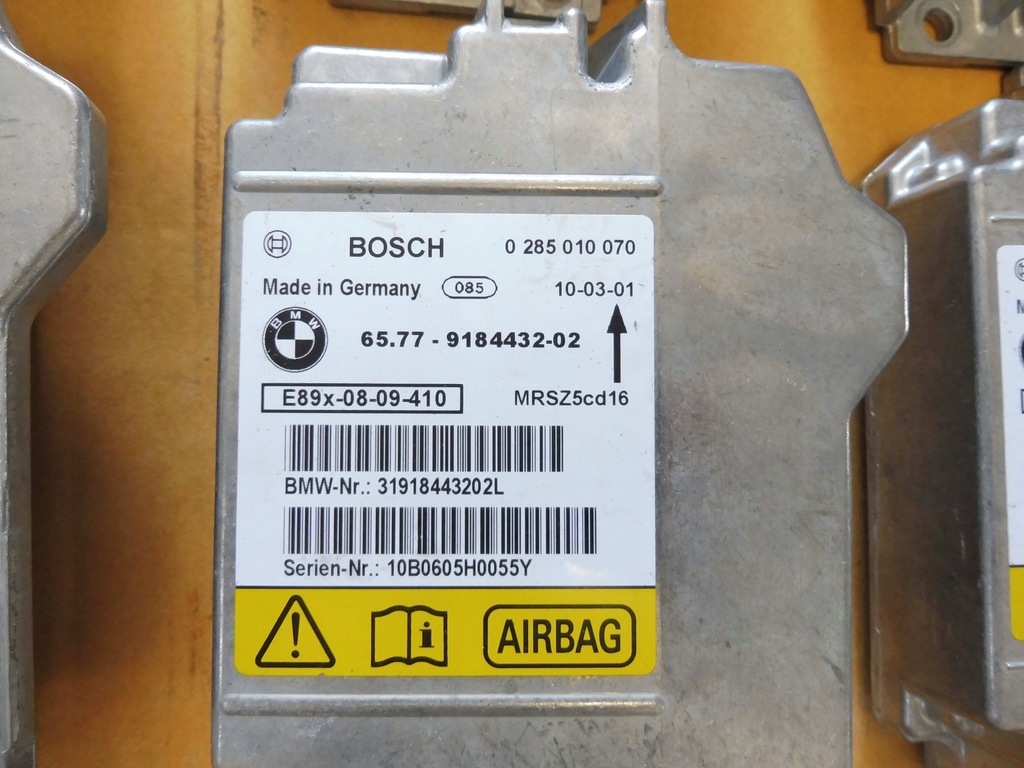 BOSCH 0 285 010 070
Made in Germany 085 10-03-01
BMW 65.77 - 9184432-02
E89x-08-09-410 MRSZ5cd16
BMW-Nr.: 31918443202L
Serien-Nr.: 10B0605H0055Y
AIRBAG